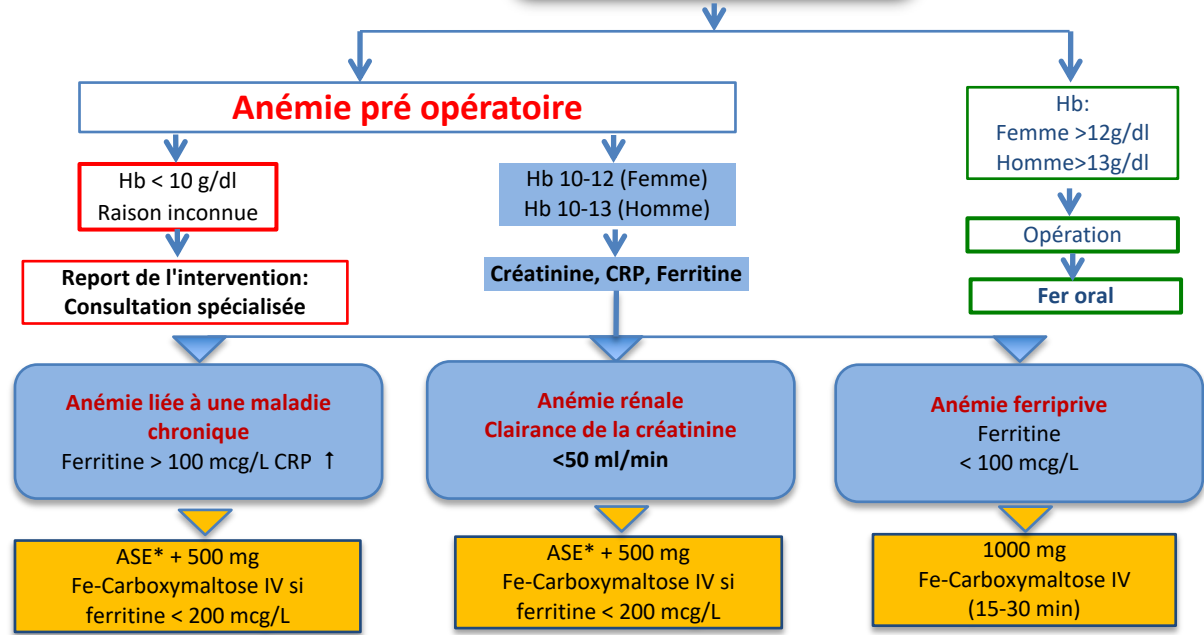 Anémie pré opératoire
Hb:
Femme >12g/dl
Homme>13g/dl
Hb < 10 g/dl
Raison inconnue
Hb 10-12 (Femme)
Hb 10-13 (Homme)
Opération
Report de l'intervention:
Consultation spécialisée
Créatinine, CRP, Ferritine
Fer oral
Anémie liée à une maladie
chronique
Ferritine > 100 mcg/L CRP ↑
Anémie rénale
Clairance de la créatinine
<50 ml/min
Anémie ferriprive
Ferritine
< 100 mcg/L
ASE* + 500 mg
Fe-Carboxymaltose IV si
ferritine < 200 mcg/L
ASE* + 500 mg
Fe-Carboxymaltose IV si
ferritine < 200 mcg/L
1000 mg
Fe-Carboxymaltose IV
(15-30 min)